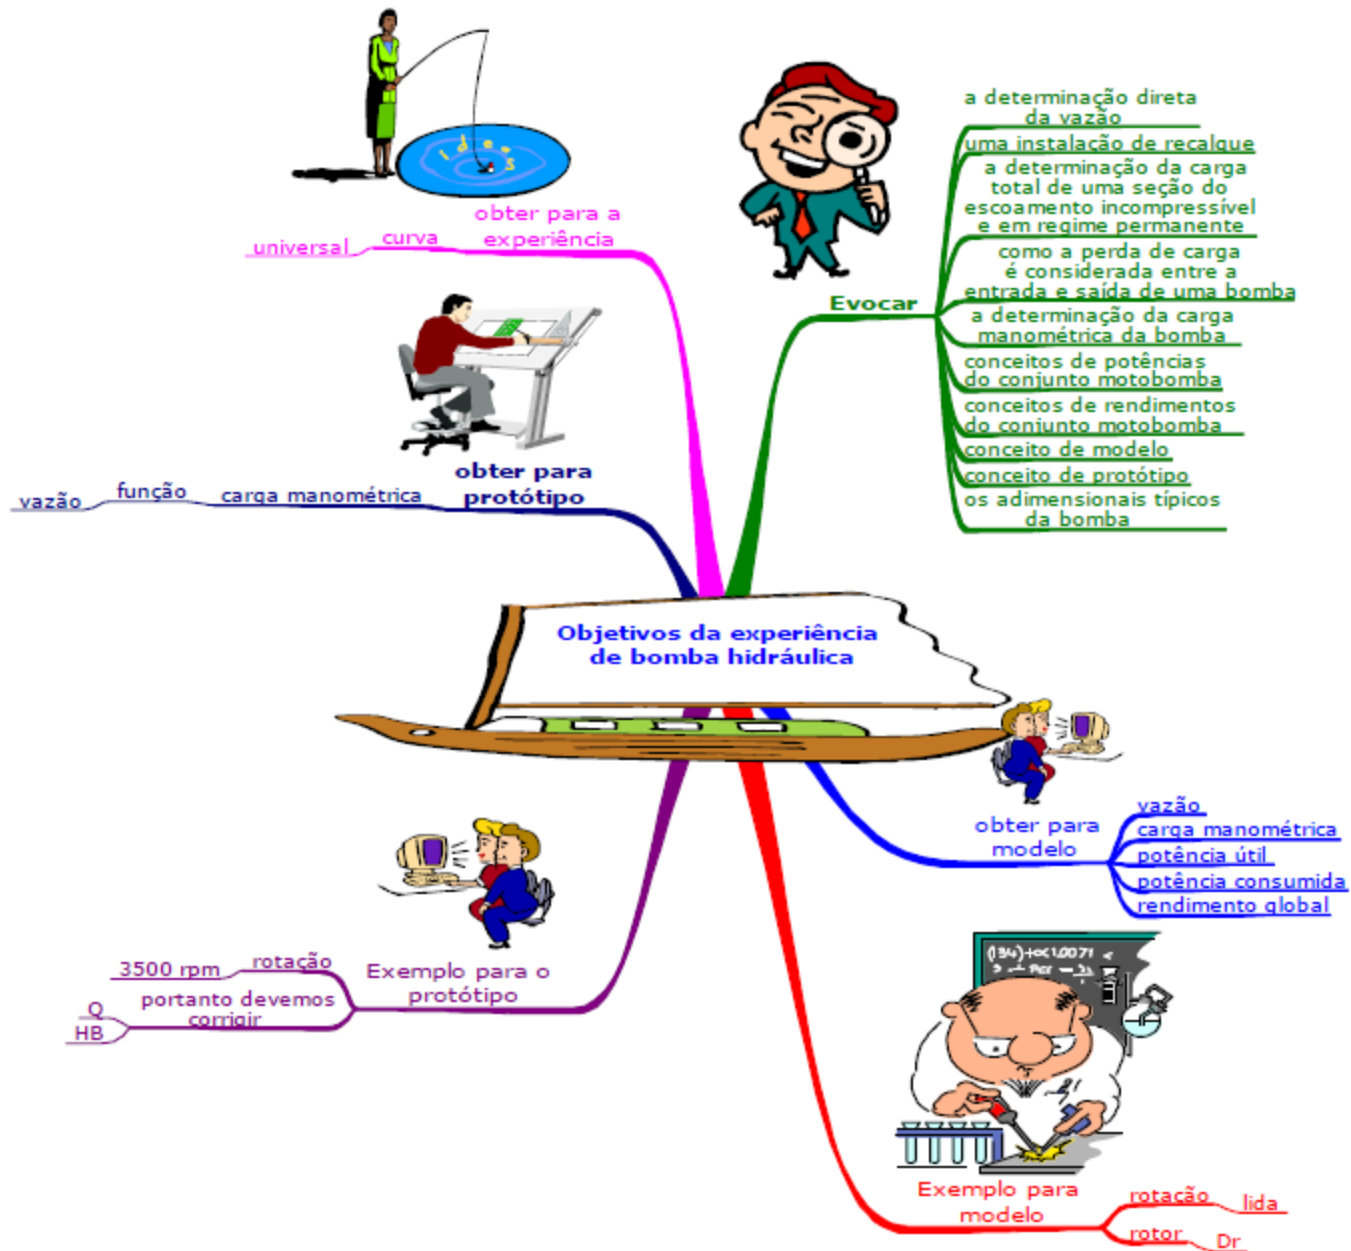 Objetivos da experiência
de bomba hidráulica
Evocar
a determinação direta
da vazão
uma instalação de recalque
a determinação da carga
total de uma seção do
escoamento incompressível
e em regime permanente
como a perda de carga
é considerada entre a
entrada e saída de uma bomba
a determinação da carga
manométrica da bomba
conceitos de potências
do conjunto motobomba
conceitos de rendimentos
do conjunto motobomba
conceito de modelo
conceito de protótipo
os adimensionais típicos
da bomba
obter para
modelo
vazão
carga manométrica
potência útil
potência consumida
rendimento global
Exemplo para
modelo
rotação
lida
rotor
Dr
Exemplo para o
protótipo
rotação
3500 rpm
portanto devemos
corrigir
Q
HB
obter para
protótipo
carga manométrica
função
vazão
obter para a
experiência
curva
universal
ideas